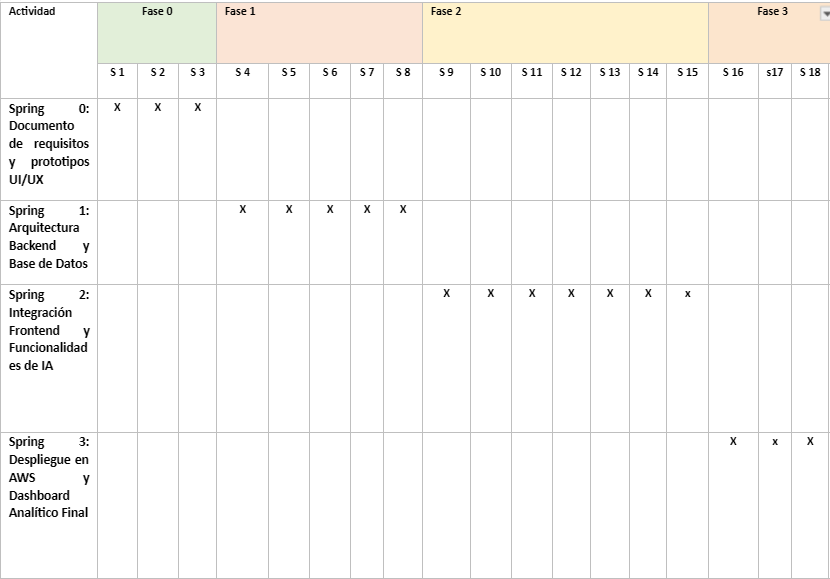 Actividad Fase 0 Fase 1 Fase 2 Fase 3
S 1 S 2 S 3 S 4 S 5 S 6 S 7 S 8 S 9 S 10 S 11 S 12 S 13 S 14 S 15 S 16 s17 S 18
Spring 0: X X X
Documento
de requisitos
y prototipos
UI/UX
Spring 1: X X X X X
Arquitectura
Backend y
Base de Datos
Spring 2: X X X X X X x
Integración
Frontend y
Funcionalidad
es de IA
Spring 3: X x X
Despliegue en
AWS y
Dashboard
Analítico Final